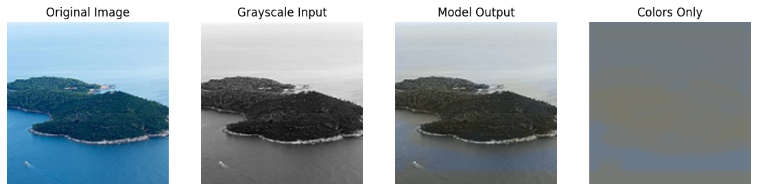 Original Image
Grayscale Input
Model Output
Colors Only